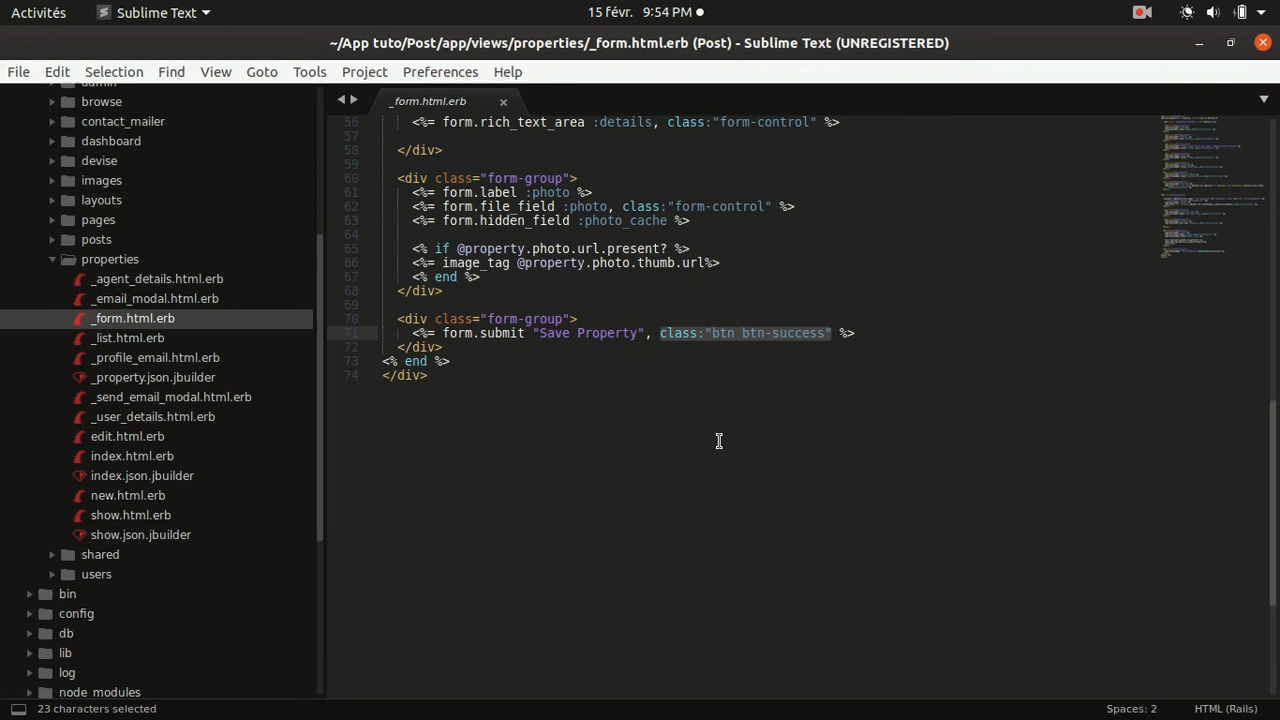 Activités Sublime Text 15 févr. 9:54 PM
~/App tuto/Post/app/views/properties/_form.html.erb (Post) - Sublime Text (UNREGISTERED)
File Edit Selection Find View Goto Tools Project Preferences Help
admin
browse
contact_mailer
dashboard
devise
images
layouts
pages
posts
properties
_agent_details.html.erb
_email_modal.html.erb
_form.html.erb
_list.html.erb
_profile_email.html.erb
_property.json.jbuilder
_send_email_modal.html.erb
_user_details.html.erb
edit.html.erb
index.html.erb
index.json.jbuilder
new.html.erb
show.html.erb
show.json.jbuilder
shared
users
bin
config
db
lib
log
node_modules
_form.html.erb
56 <%= form.rich_text_area :details, class:"form-control" %>
57
58 </div>
59
60 <div class="form-group">
61 <%= form.label :photo %>
62 <%= form.file_field :photo, class:"form-control" %>
63 <%= form.hidden_field :photo_cache %>
64
65 <% if @property.photo.url.present? %>
66 <%= image_tag @property.photo.thumb.url%>
67 <% end %>
68 </div>
69
70 <div class="form-group">
71 <%= form.submit "Save Property", class:"btn btn-success" %>
72 </div>
73 <% end %>
74 </div>
23 characters selected Spaces: 2 HTML (Rails)